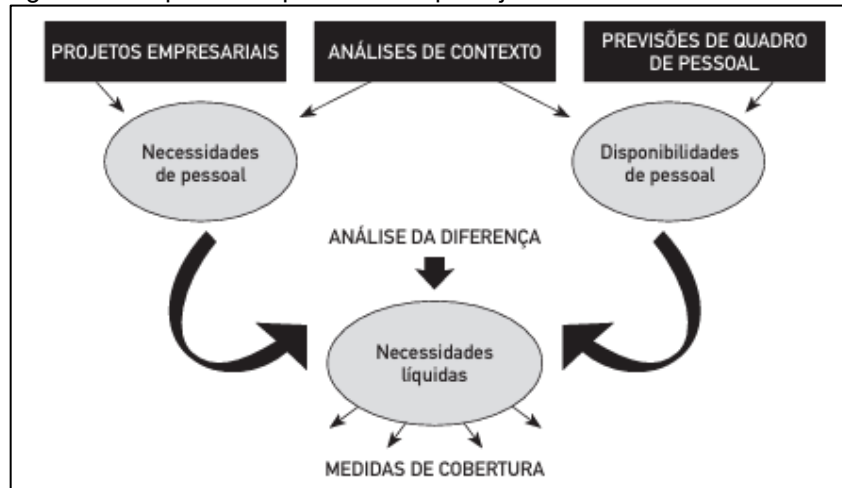 PROJETOS EMPRESARIAIS
ANÁLISES DE CONTEXTO
PREVISÕES DE QUADRO
DE PESSOAL
Necessidades
de pessoal
Disponibilidades
de pessoal
ANÁLISE DA DIFERENÇA
Necessidades
líquidas
MEDIDAS DE COBERTURA